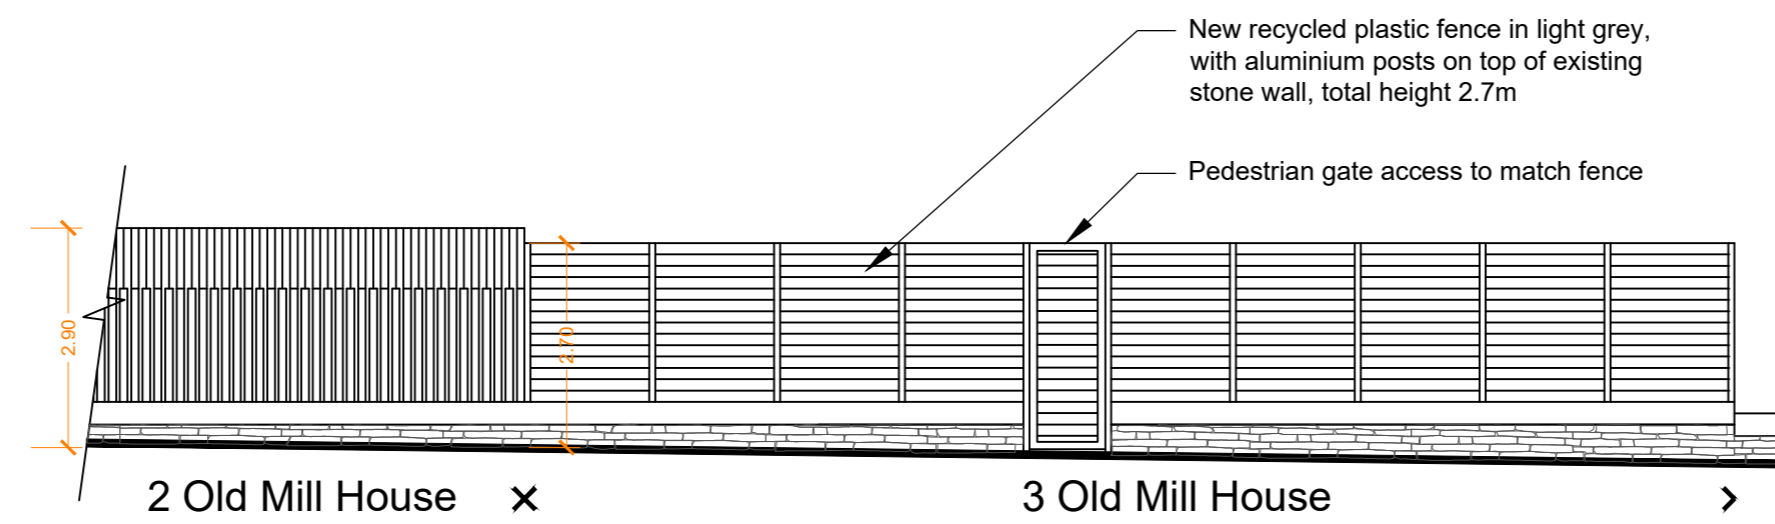 New recycled plastic fence in light grey,
with aluminium posts on top of existing
stone wall, total height 2.7m
Pedestrian gate access to match fence
2.90
2.70
2 Old Mill House
3 Old Mill House